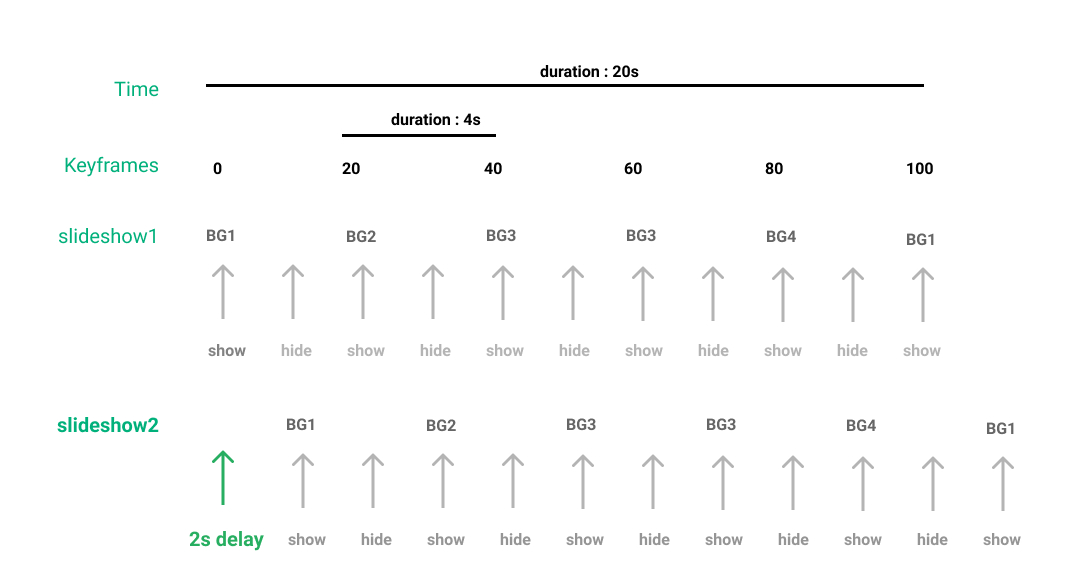 duration : 20s
Time
duration : 4s
Keyframes 0 20 40 60 80 100
slideshow1 BG1 BG2 BG3 BG3 BG4 BG1
show hide show hide show hide show hide show hide show
slideshow2 BG1 BG2 BG3 BG3 BG4 BG1
2s delay show hide show hide show hide show hide show hide show